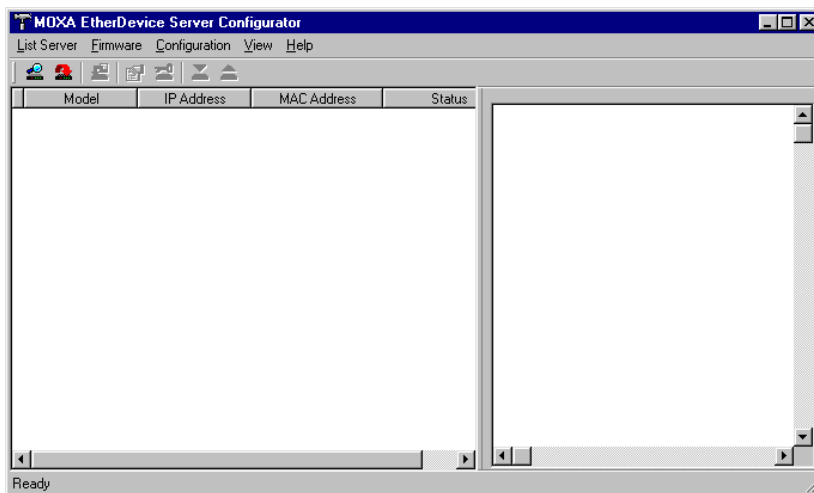 MOXA EtherDevice Server Configurator
List Server Firmware Configuration View Help
Model IP Address MAC Address Status
Ready